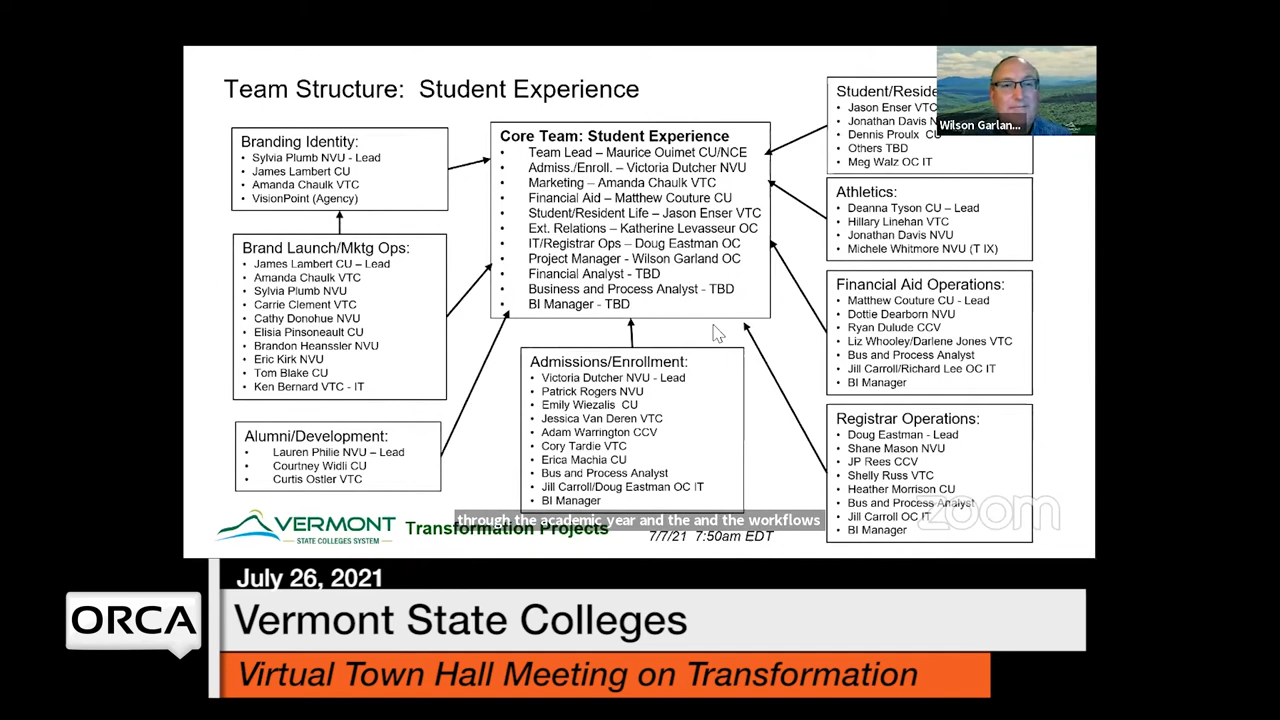 Team Structure: Student Experience
Wilson Garlan...
Branding Identity:
Sylvia Plumb NVU - Lead
James Lambert CU
Amanda Chaulk VTC
VisionPoint (Agency)
Brand Launch/Mktg Ops:
James Lambert CU – Lead
Amanda Chaulk VTC
Sylvia Plumb NVU
Carrie Clement VTC
Cathy Donohue NVU
Elisia Pinsoneault CU
Brandon Heanssler NVU
Eric Kirk NVU
Tom Blake CU
Ken Bernard VTC - IT
Alumni/Development:
Lauren Philie NVU – Lead
Courtney Widli CU
Curtis Ostler VTC
Core Team: Student Experience
Team Lead – Maurice Ouimet CU/NCE
Admiss./Enroll. – Victoria Dutcher NVU
Marketing – Amanda Chaulk VTC
Financial Aid – Matthew Couture CU
Student/Resident Life – Jason Enser VTC
Ext. Relations – Katherine Levasseur OC
IT/Registrar Ops – Doug Eastman OC
Project Manager - Wilson Garland OC
Financial Analyst - TBD
Business and Process Analyst - TBD
BI Manager - TBD
Admissions/Enrollment:
Victoria Dutcher NVU - Lead
Patrick Rogers NVU
Emily Wiezalis CU
Jessica Van Deren VTC
Adam Warrington CCV
Cory Tardie VTC
Erica Machia CU
Bus and Process Analyst
Jill Carroll/Doug Eastman OC IT
BI Manager
Student/Reside
Jason Enser VTC
Jonathan Davis N
Dennis Proulx CU
Others TBD
Meg Walz OC IT
Athletics:
Deanna Tyson CU – Lead
Hillary Linehan VTC
Jonathan Davis NVU
Michele Whitmore NVU (T IX)
Financial Aid Operations:
Matthew Couture CU - Lead
Dottie Dearborn NVU
Ryan Dulude CCV
Liz Whooley/Darlene Jones VTC
Bus and Process Analyst
Jill Carroll/Richard Lee OC IT
BI Manager
Registrar Operations:
Doug Eastman - Lead
Shane Mason NVU
JP Rees CCV
Shelly Russ VTC
Heather Morrison CU
Bus and Process Analyst
Jill Carroll OC IT
BI Manager
zoom
through the academic year and the and the workflows
VERMONT
STATE COLLEGES SYSTEM
Transformation Projects
7/7/21 7:50am EDT
July 26, 2021
ORCA
Vermont State Colleges
Virtual Town Hall Meeting on Transformation